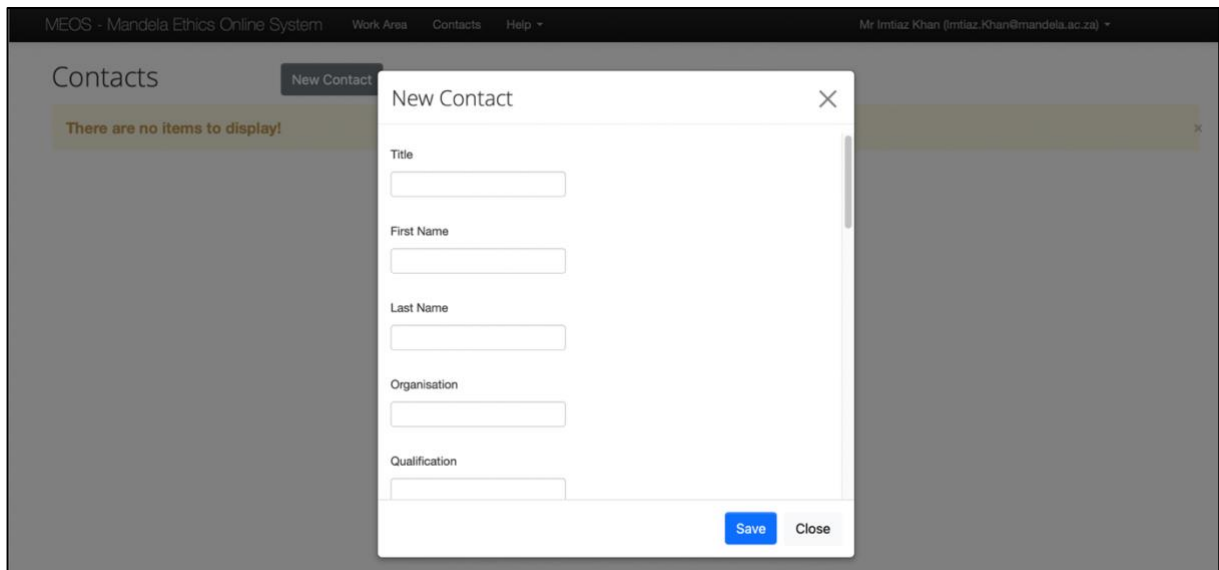 MEOS - Mandela Ethics Online System Work Area Contacts Help Mr Imtiaz Khan (Imtiaz.Khan@mandela.ac.za)
Contacts New Contact
There are no items to display!
New Contact
Title
First Name
Last Name
Organisation
Qualification
Save Close